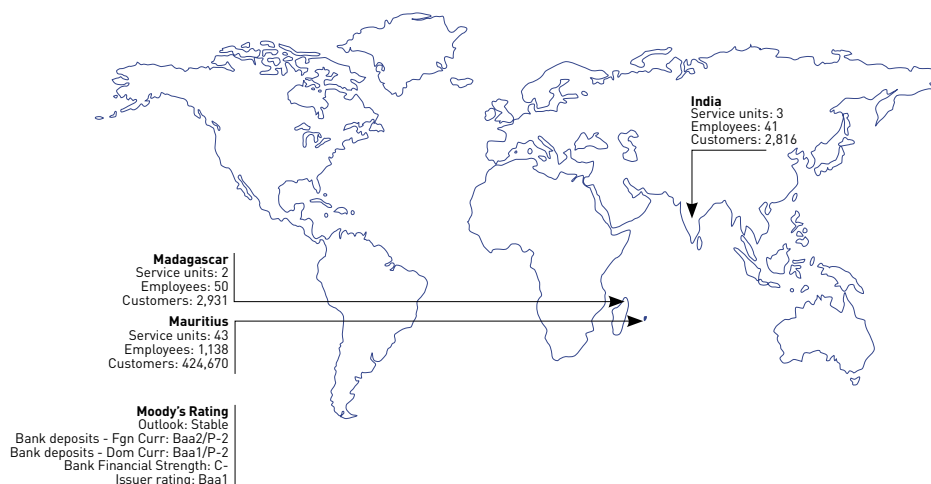 India
Service units: 3
Employees: 41
Customers: 2,816
Madagascar
Service units: 2
Employees: 50
Customers: 2,931
Mauritius
Service units: 43
Employees: 1,138
Customers: 424,670
Moody's Rating
Outlook: Stable
Bank deposits - Fgn Curr: Baa2/P-2
Bank deposits - Dom Curr: Baa1/P-2
Bank Financial Strength: C-
Issuer rating: Baa1